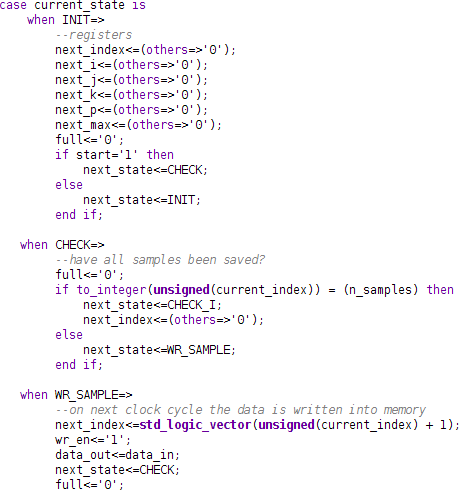 case current_state is
when INIT=>
--registers
next_index<=(others=>'0');
next_i<=(others=>'0');
next_j<=(others=>'0');
next_k<=(others=>'0');
next_p<=(others=>'0');
next_max<=(others=>'0');
full<='0';
if start='1' then
next_state<=CHECK;
else
next_state<=INIT;
end if;
when CHECK=>
--have all samples been saved?
full<='0';
if to_integer(unsigned(current_index)) = (n_samples) then
next_state<=CHECK_I;
next_index<=(others=>'0');
else
next_state<=WR_SAMPLE;
end if;
when WR_SAMPLE=>
--on next clock cycle the data is written into memory
next_index<=std_logic_vector(unsigned(current_index) + 1);
wr_en<='1';
data_out<=data_in;
next_state<=CHECK;
full<='0';